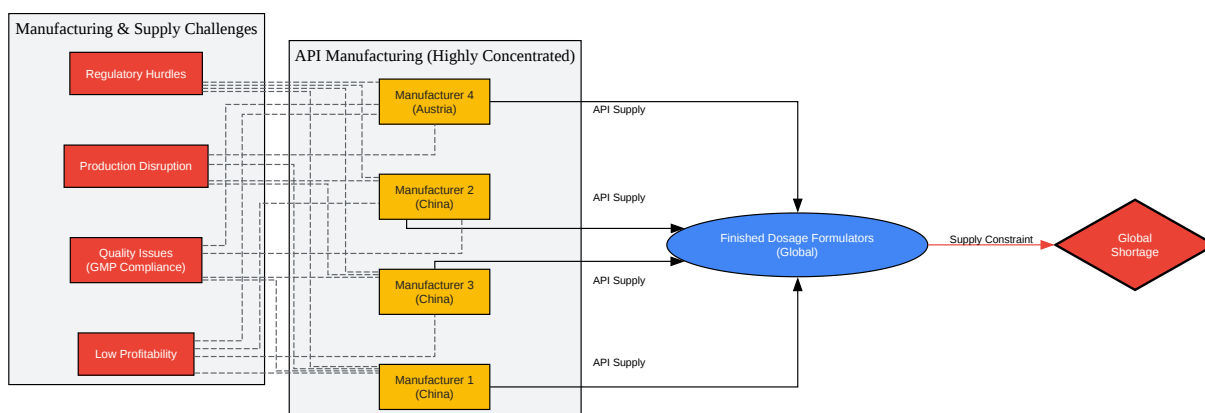 Manufacturing & Supply Challenges
Regulatory Hurdles
Production Disruption
Quality Issues
(GMP Compliance)
Low Profitability
API Manufacturing (Highly Concentrated)
Manufacturer 4
(Austria)
Manufacturer 2
(China)
Manufacturer 3
(China)
Manufacturer 1
(China)
API Supply
API Supply
API Supply
API Supply
Finished Dosage Formulators
(Global)
Supply Constraint
Global
Shortage